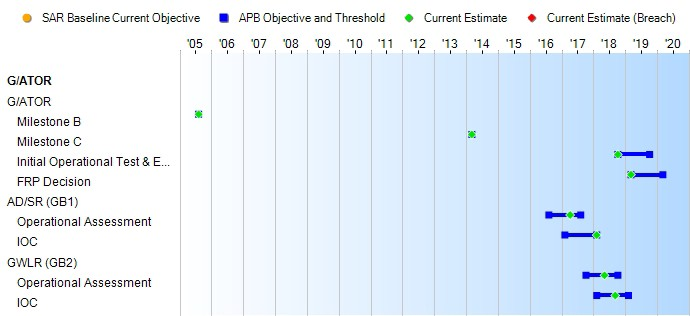 SAR Baseline Current Objective APB Objective and Threshold Current Estimate Current Estimate (Breach)
'05 '06 '07 '08 '09 '10 '11 '12 '13 '14 '15 '16 '17 '18 '19 '20
G/ATOR
G/ATOR
Milestone B
Milestone C
Initial Operational Test & E...
FRP Decision
AD/SR (GB1)
Operational Assessment
IOC
GWLR (GB2)
Operational Assessment
IOC